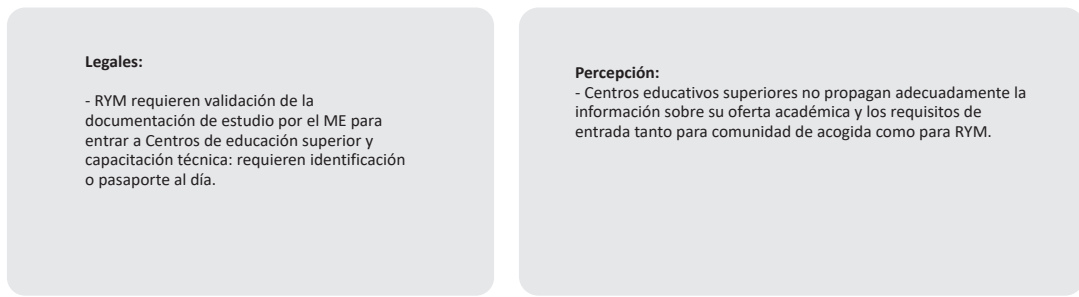 Legales:
- RYM requieren validación de la
documentación de estudio por el ME para
entrar a Centros de educación superior y
capacitación técnica: requieren identificación
o pasaporte al día.
Percepción:
- Centros educativos superiores no propagan adecuadamente la
información sobre su oferta académica y los requisitos de
entrada tanto para comunidad de acogida como para RYM.